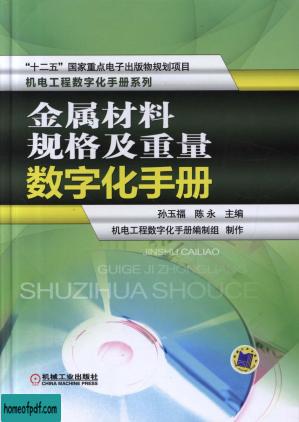 “十二五”国家重点电子出版物规划项目
机电工程数字化手册系列
金属材料
规格及重量
数字化手册
孙玉福 陈永 主编
机电工程数字化手册编制组 制作
JINSHU CAILIAO
GUIGE JI ZHONGLIANG
SHUZIHUA SHOUCE
机械工业出版社
CHINA MACHINE PRESS
homeofpdf.com